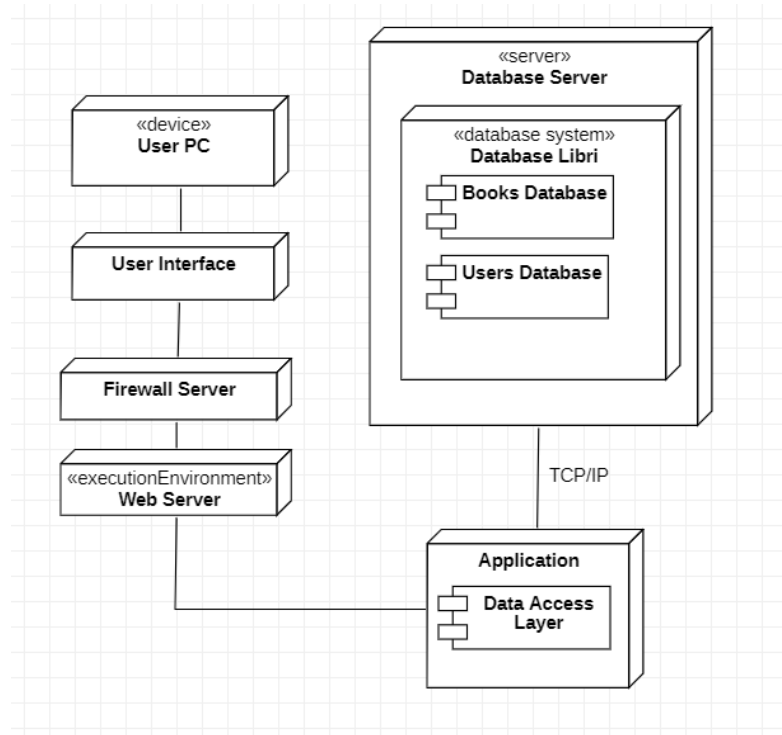 «device»
User PC
User Interface
Firewall Server
«executionEnvironment»
Web Server
«server»
Database Server
«database system»
Database Libri
Books Database
Users Database
TCP/IP
Application
Data Access
Layer